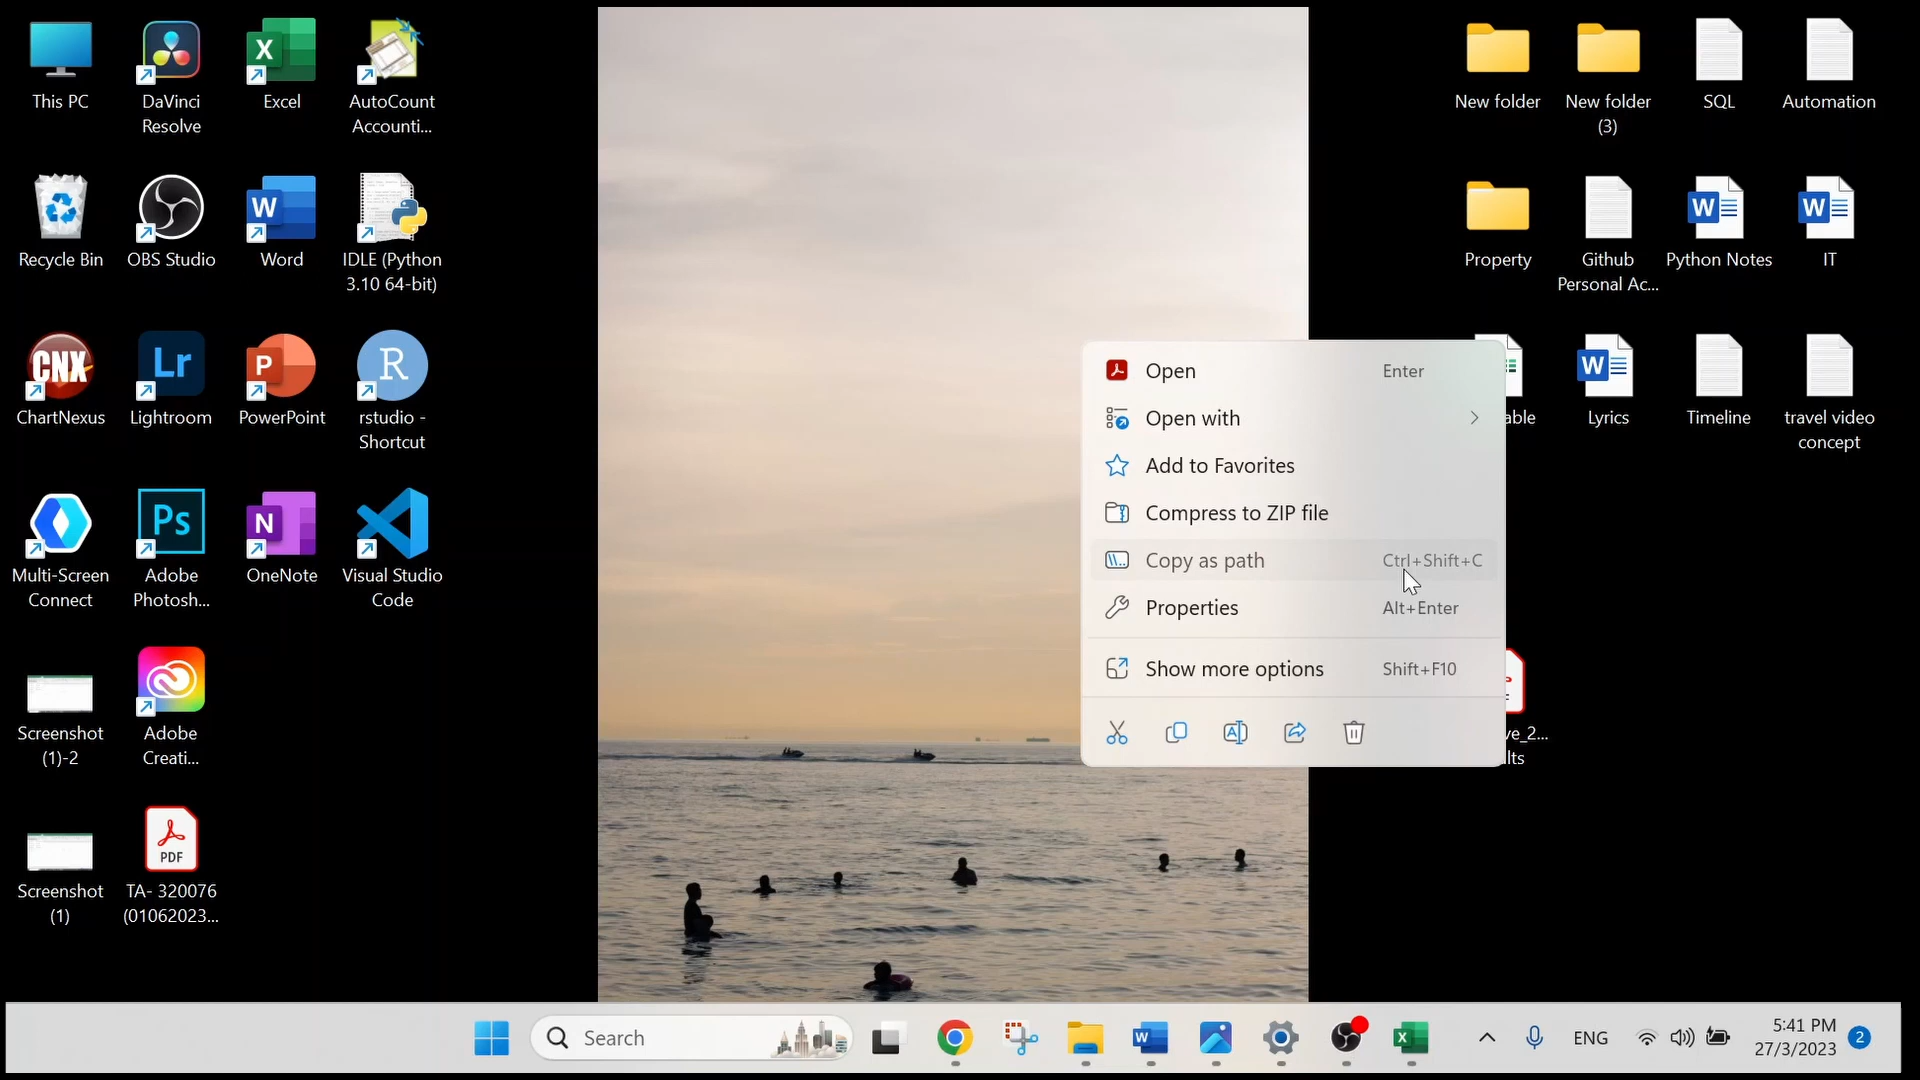 This PC
DaVinci
Resolve
Excel
AutoCount
Accounti...
Recycle Bin
OBS Studio
Word
IDLE (Python
3.10 64-bit)
CNX
ChartNexus
Lr
Lightroom
PowerPoint
R
rstudio -
Shortcut
Multi-Screen
Connect
Ps
Adobe
Photosh...
OneNote
Visual Studio
Code
Screenshot
(1)-2
Adobe
Creati...
Screenshot
(1)
PDF
TA- 320076
(01062023...
New folder
New folder
(3)
SQL
Automation
Property
Github
Personal Ac...
Python Notes
IT
able
Lyrics
Timeline
travel video
concept
ve_2...
lts
Open Enter
Open with
Add to Favorites
Compress to ZIP file
Copy as path Ctrl+Shift+C
Properties Alt+Enter
Show more options Shift+F10
Search
ENG
5:41 PM
27/3/2023
2